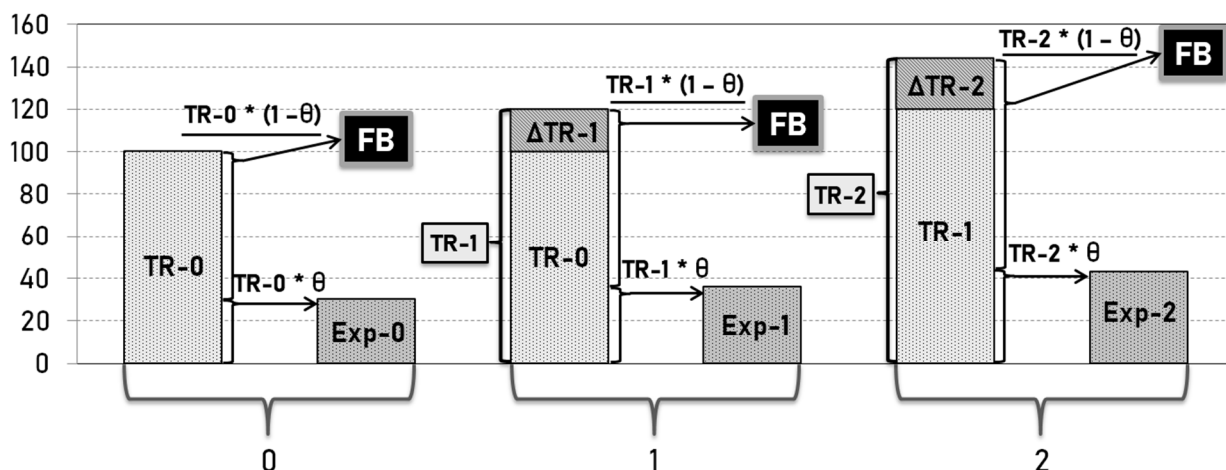 160
140
120
100
80
60
40
20
0
TR-0 * (1 -θ)
FB
TR-0
TR-0 * θ
Exp-0
0
TR-1 * (1 - θ)
FB
ΔTR-1
TR-1
TR-0
TR-1 * θ
Exp-1
1
TR-2 * (1 - θ)
FB
ΔTR-2
TR-2
TR-1
TR-2 * θ
Exp-2
2